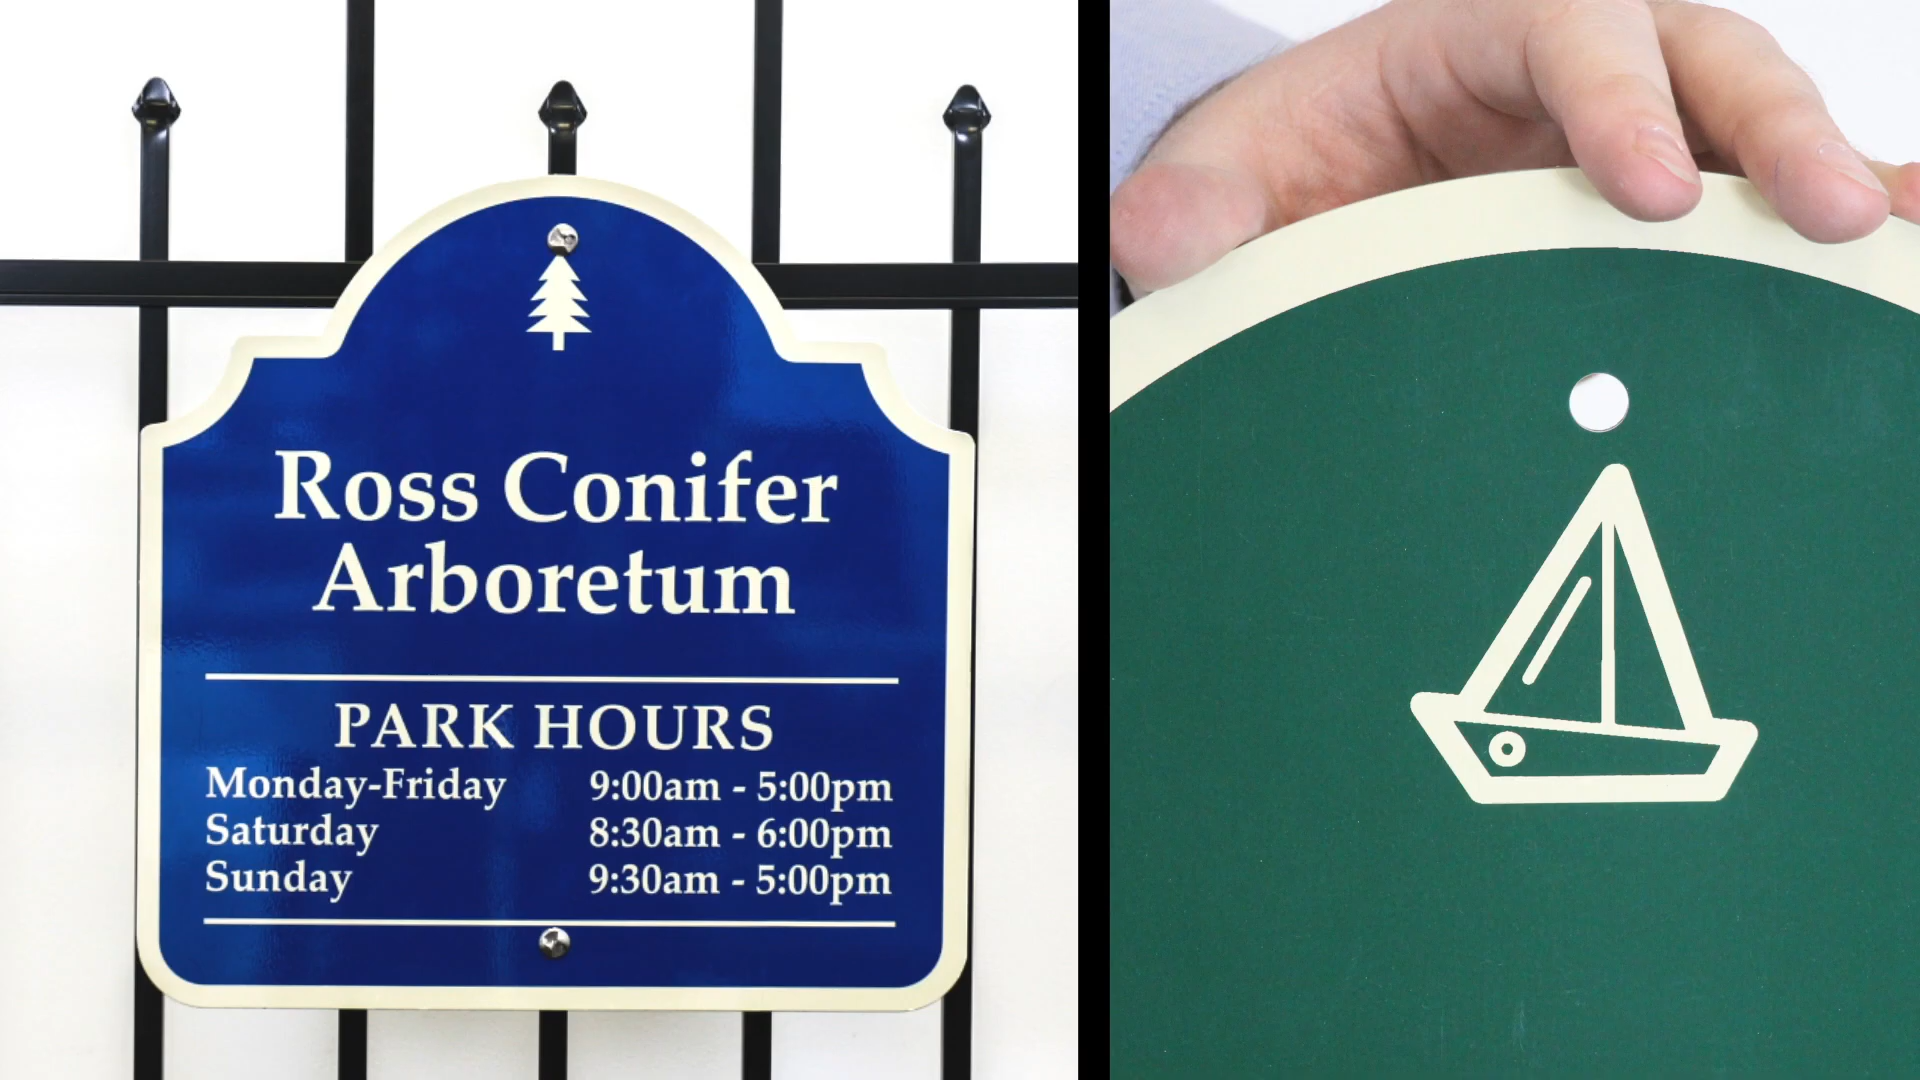 Ross Conifer
Arboretum
PARK HOURS
Monday-Friday 9:00am - 5:00pm
Saturday 8:30am - 6:00pm
Sunday 9:30am - 5:00pm